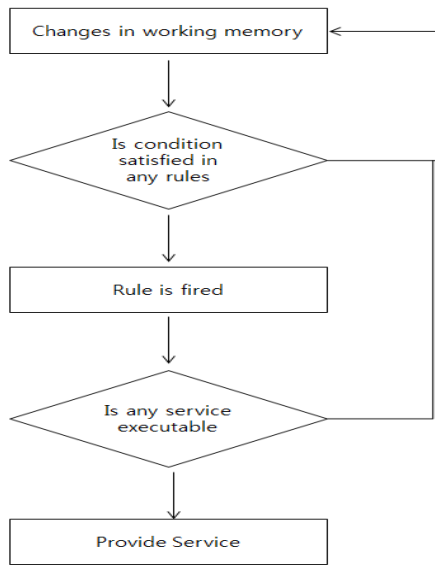 Changes in working memory
Is condition
satisfied in
any rules
Rule is fired
Is any service
executable
Provide Service